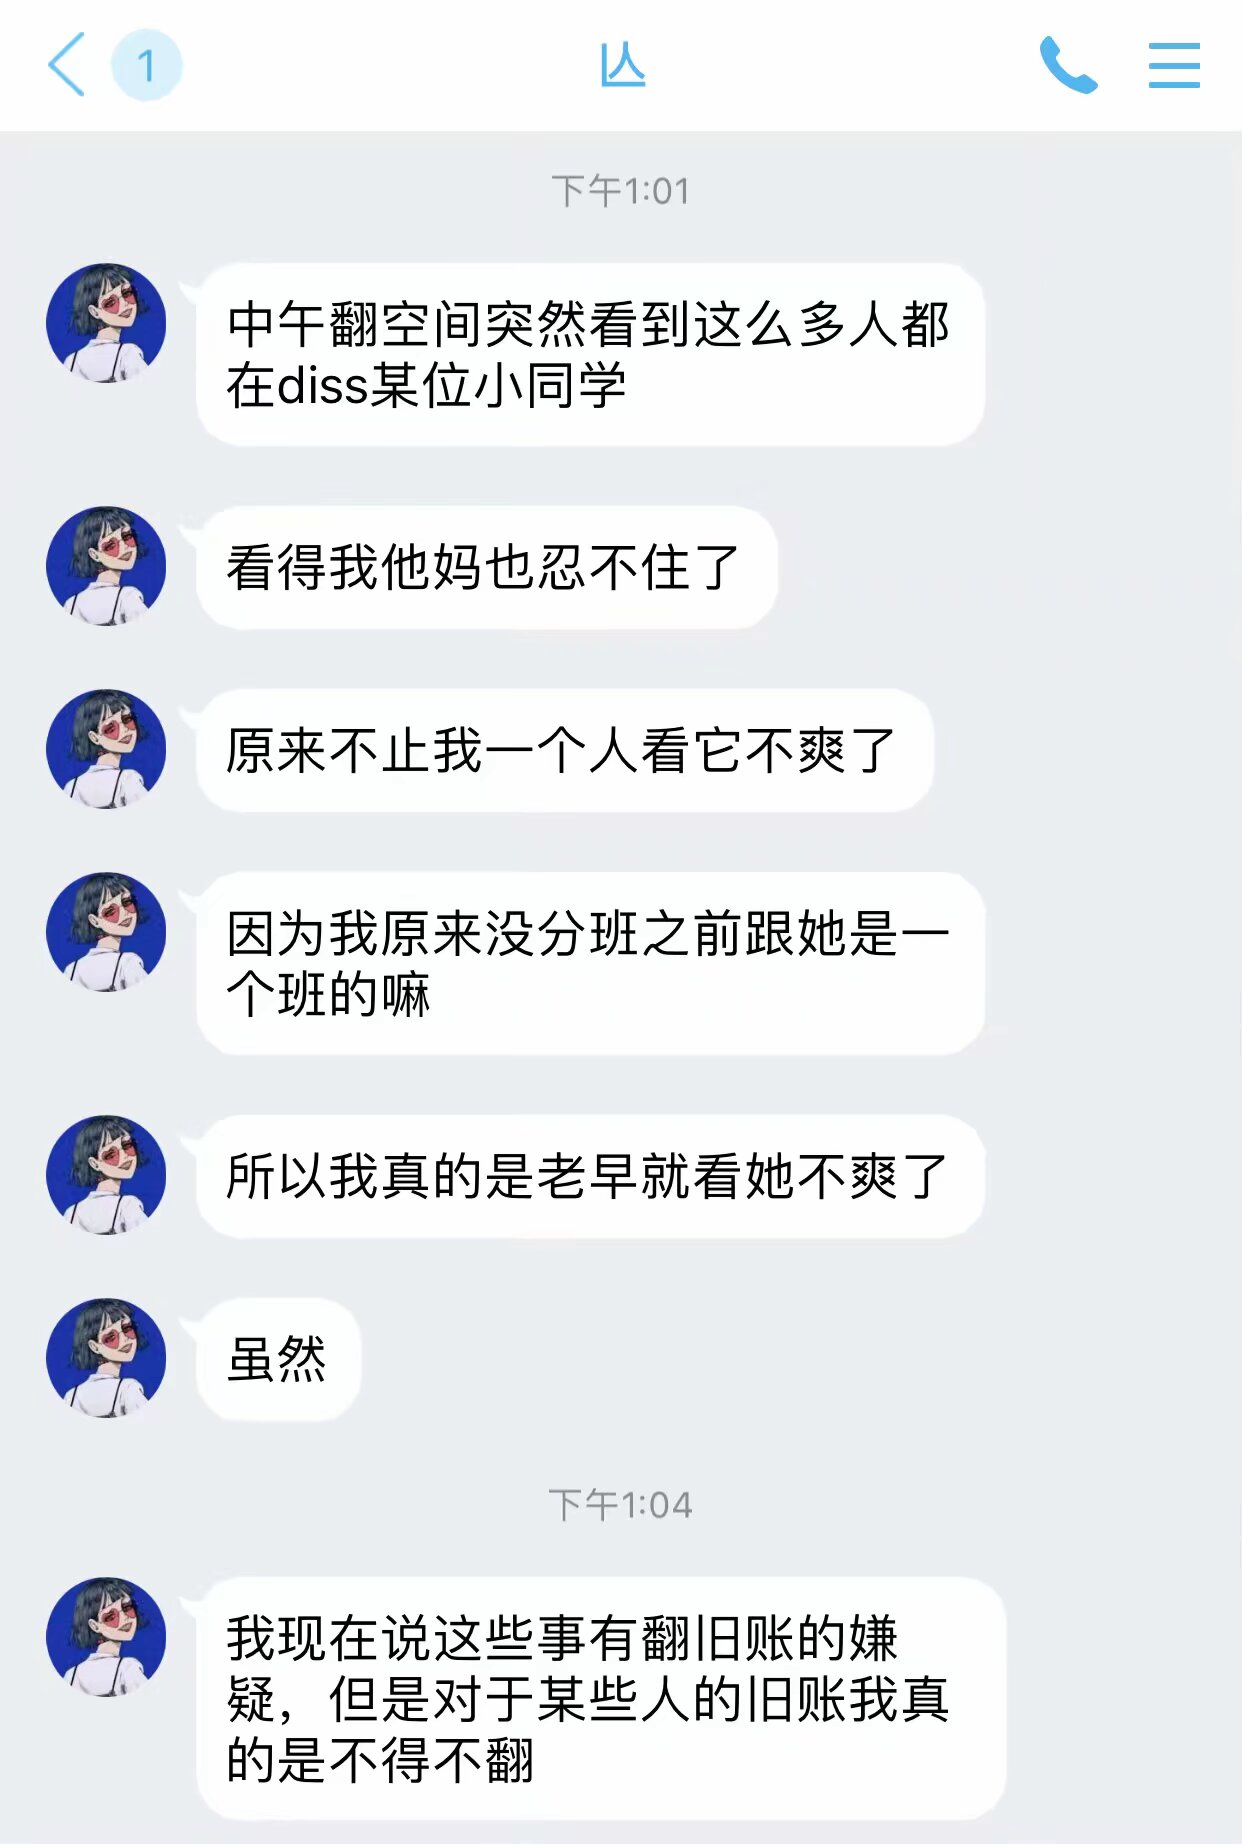 1
亾
下午1:01
中午翻空间突然看到这么多人都
在diss某位小同学
看得我他妈也忍不住了
原来不止我一个人看它不爽了
因为我原来没分班之前跟她是一
个班的嘛
所以我真的是老早就看她不爽了
虽然
下午1:04
我现在说这些事有翻旧账的嫌
疑，但是对于某些人的旧账我真
的是不得不翻